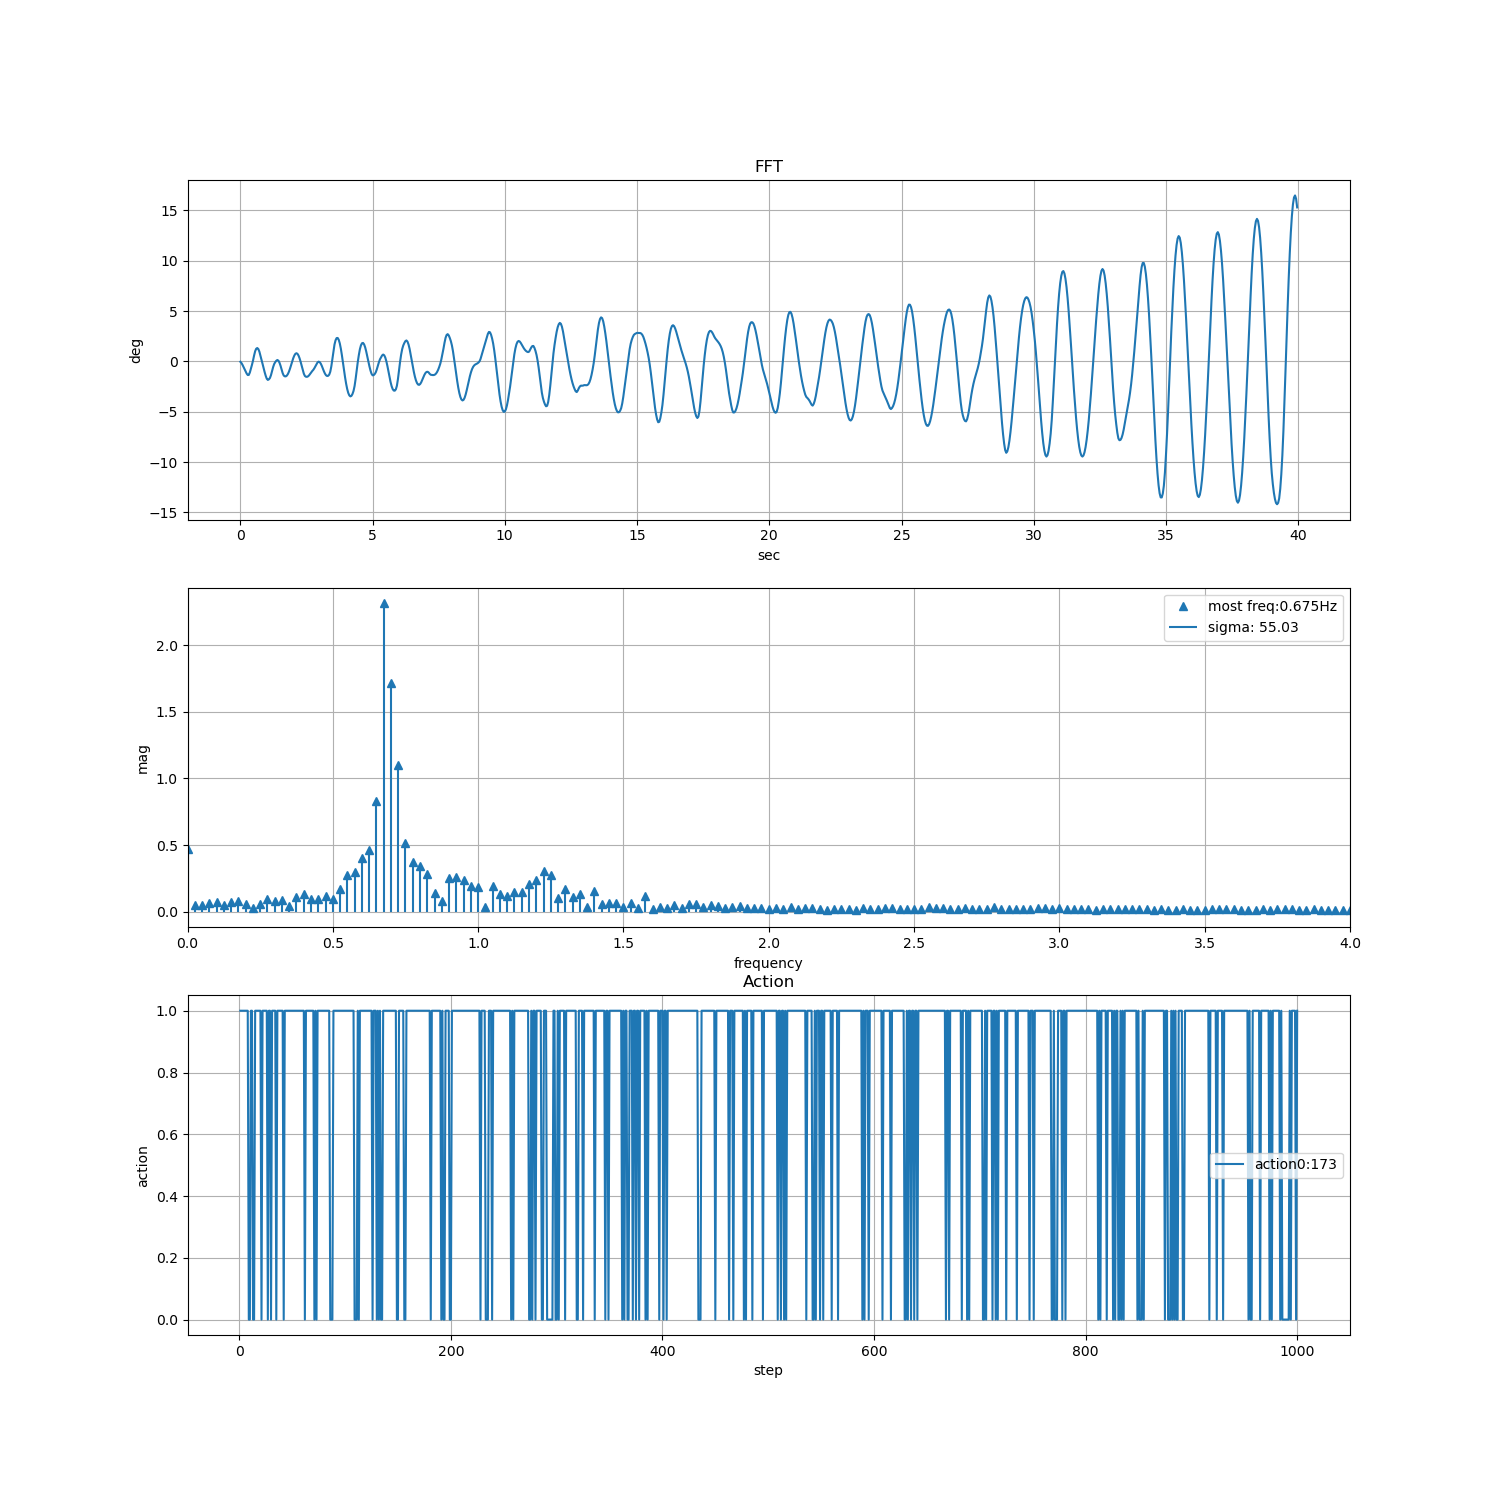 FFT
15
10
5
0
−5
−10
−15
deg
0 5 10 15 20 25 30 35 40
sec
most freq:0.675Hz
sigma: 55.03
2.0
1.5
1.0
0.5
0.0
mag
0.0 0.5 1.0 1.5 2.0 2.5 3.0 3.5 4.0
frequency
Action
1.0
0.8
0.6
0.4
0.2
0.0
action
action0:173
0 200 400 600 800 1000
step